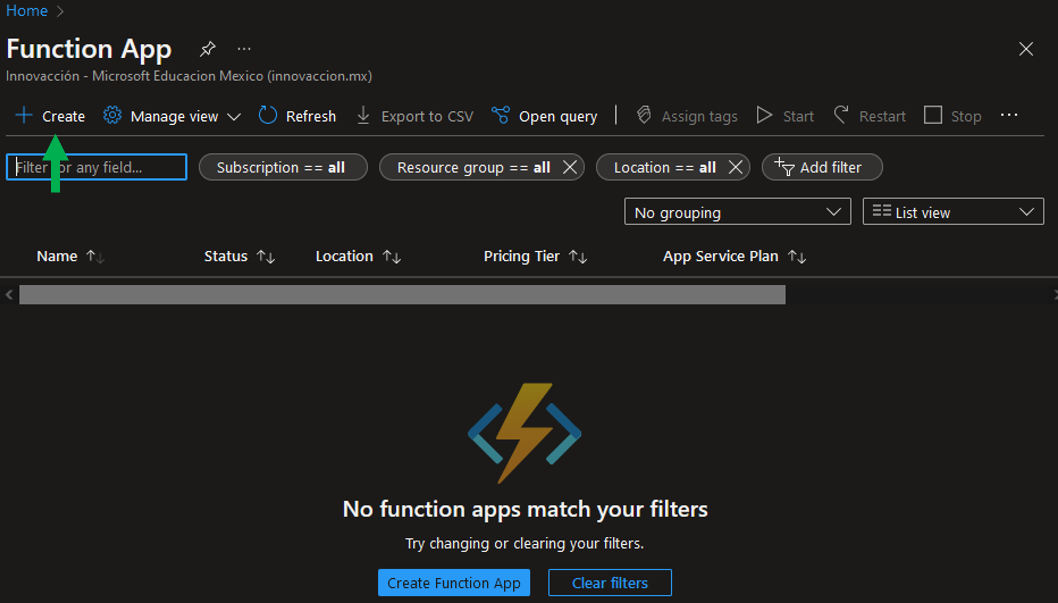 Home >
Function App ...
Innovacción - Microsoft Educacion Mexico (innovaccion.mx)
+ Create Manage view Refresh Export to CSV Open query | Assign tags Start Restart Stop ...
Filter for any field... Subscription == all Resource group == all Location == all Add filter
No grouping List view
Name Status Location Pricing Tier App Service Plan
No function apps match your filters
Try changing or clearing your filters.
Create Function App Clear filters